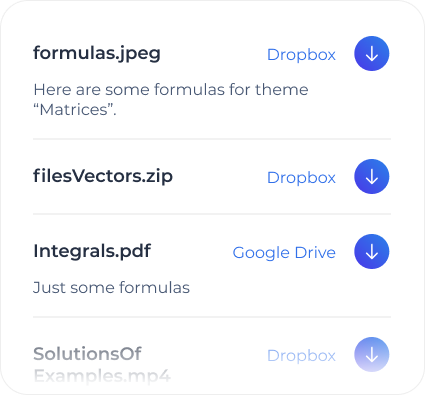 formulas.jpeg Dropbox
Here are some formulas for theme
“Matrices”.
filesVectors.zip Dropbox
Integrals.pdf Google Drive
Just some formulas
SolutionsOf Dropbox
Examples.mp4